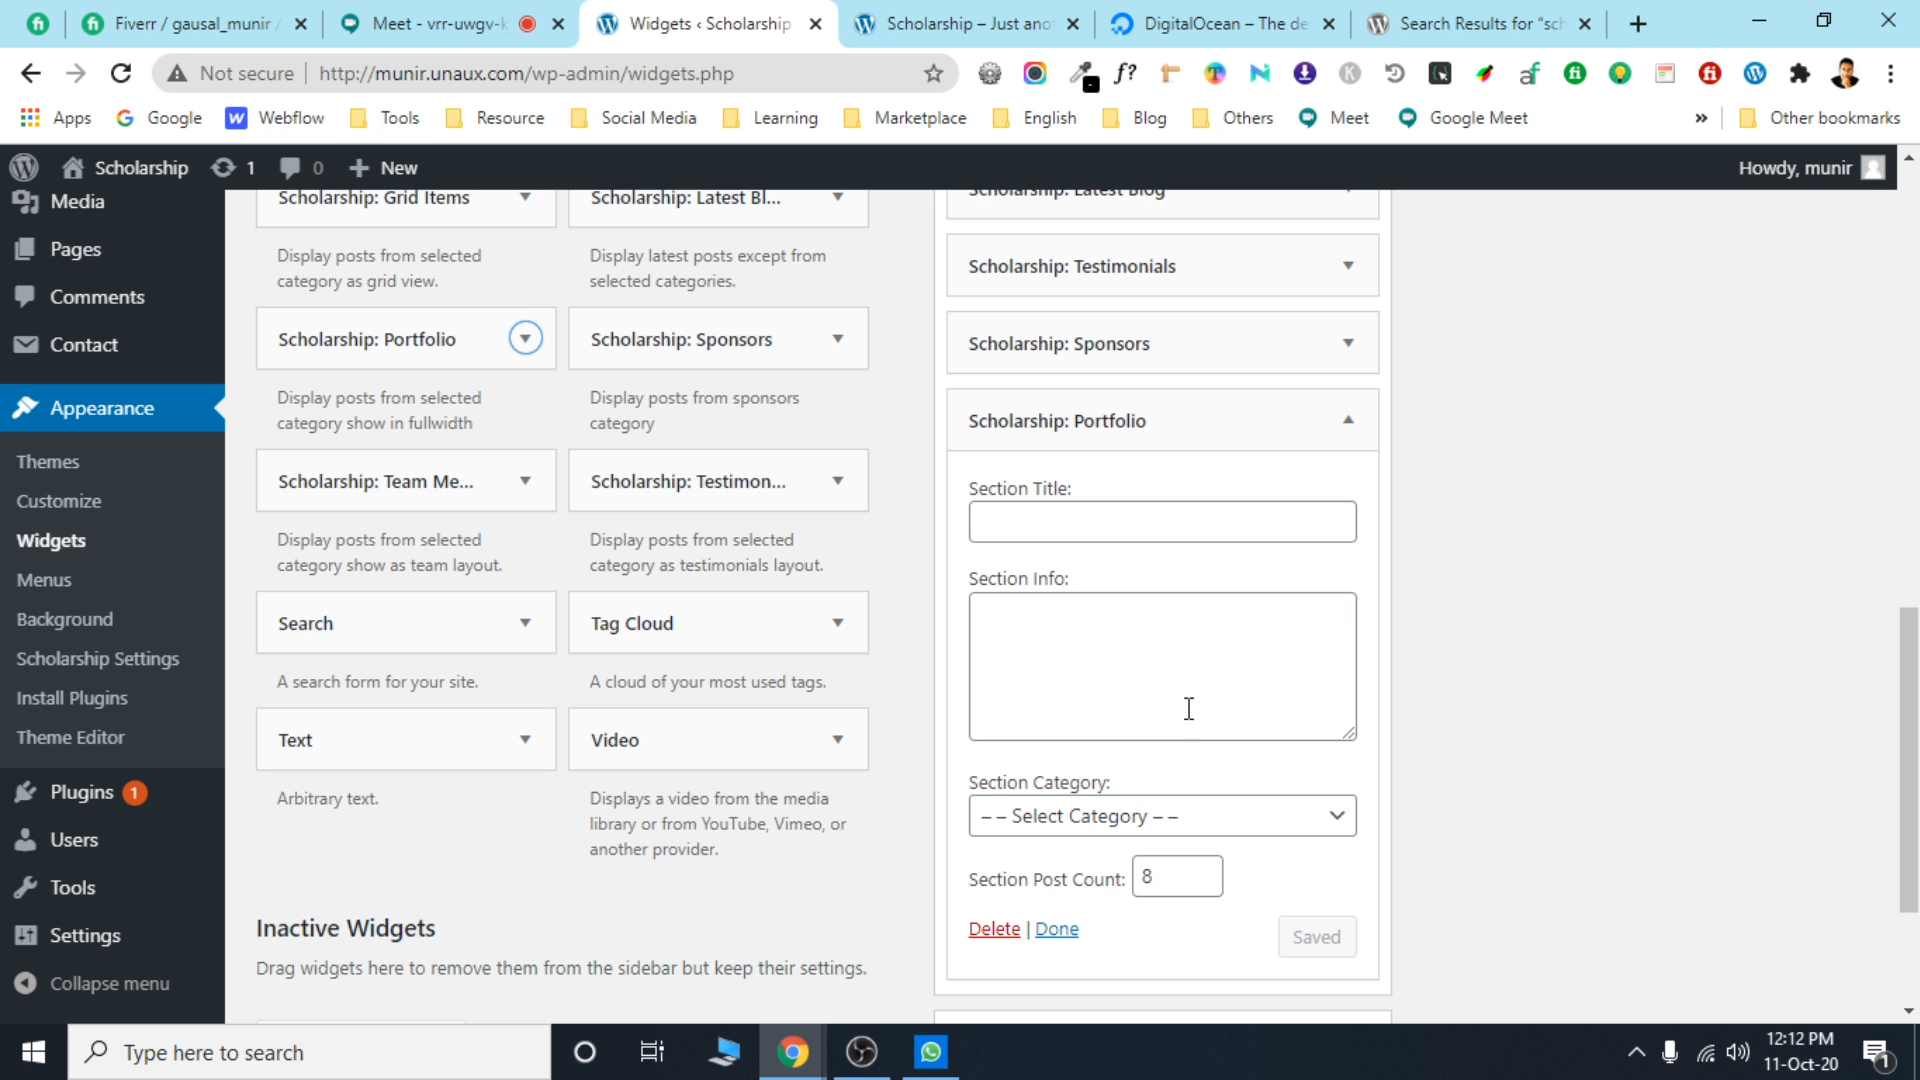 Fiverr / gausal_munir /
Meet - vrr-uwgv-k
Widgets ‹ Scholarship
Scholarship – Just ano
DigitalOcean – The de
Search Results for "sch
Not secure | http://munir.unaux.com/wp-admin/widgets.php
Apps Google Webflow Tools Resource Social Media Learning Marketplace English Blog Others Meet Google Meet » Other bookmarks
Scholarship 1 0 + New Howdy, munir
Media
Pages
Comments
Contact
Appearance
Themes
Customize
Widgets
Menus
Background
Scholarship Settings
Install Plugins
Theme Editor
Plugins 1
Users
Tools
Settings
Collapse menu
Scholarship: Grid Items
Display posts from selected
category as grid view.
Scholarship: Latest Bl...
Display latest posts except from
selected categories.
Scholarship: Portfolio
Display posts from selected
category show in fullwidth
Scholarship: Sponsors
Display posts from sponsors
category
Scholarship: Team Me...
Display posts from selected
category show as team layout.
Scholarship: Testimon...
Display posts from selected
category as testimonials layout.
Search
A search form for your site.
Tag Cloud
A cloud of your most used tags.
Text
Arbitrary text.
Video
Displays a video from the media
library or from YouTube, Vimeo, or
another provider.
Inactive Widgets
Drag widgets here to remove them from the sidebar but keep their settings.
Scholarship: Latest Blog
Scholarship: Testimonials
Scholarship: Sponsors
Scholarship: Portfolio
Section Title:
Section Info:
Section Category:
– – Select Category – –
Section Post Count: 8
Delete | Done
Saved
Type here to search
12:12 PM
11-Oct-20
1